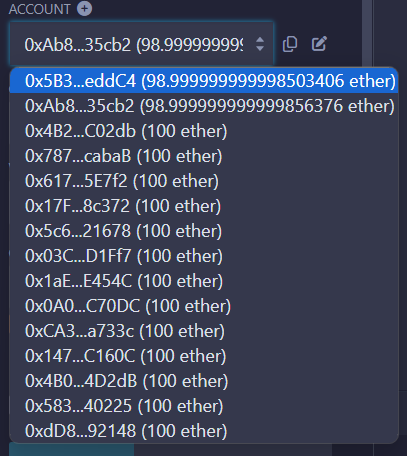 ACCOUNT
0xAb8...35cb2 (98.999999999
0x5B3...eddC4 (98.999999999998503406 ether)
0xAb8...35cb2 (98.999999999999856376 ether)
0x4B2...C02db (100 ether)
0x787...cabaB (100 ether)
0x617...5E7f2 (100 ether)
0x17F...8c372 (100 ether)
0x5c6...21678 (100 ether)
0x03C...D1Ff7 (100 ether)
0x1aE...E454C (100 ether)
0x0A0...C70DC (100 ether)
0xCA3...a733c (100 ether)
0x147...C160C (100 ether)
0x4B0...4D2dB (100 ether)
0x583...40225 (100 ether)
0xdD8...92148 (100 ether)